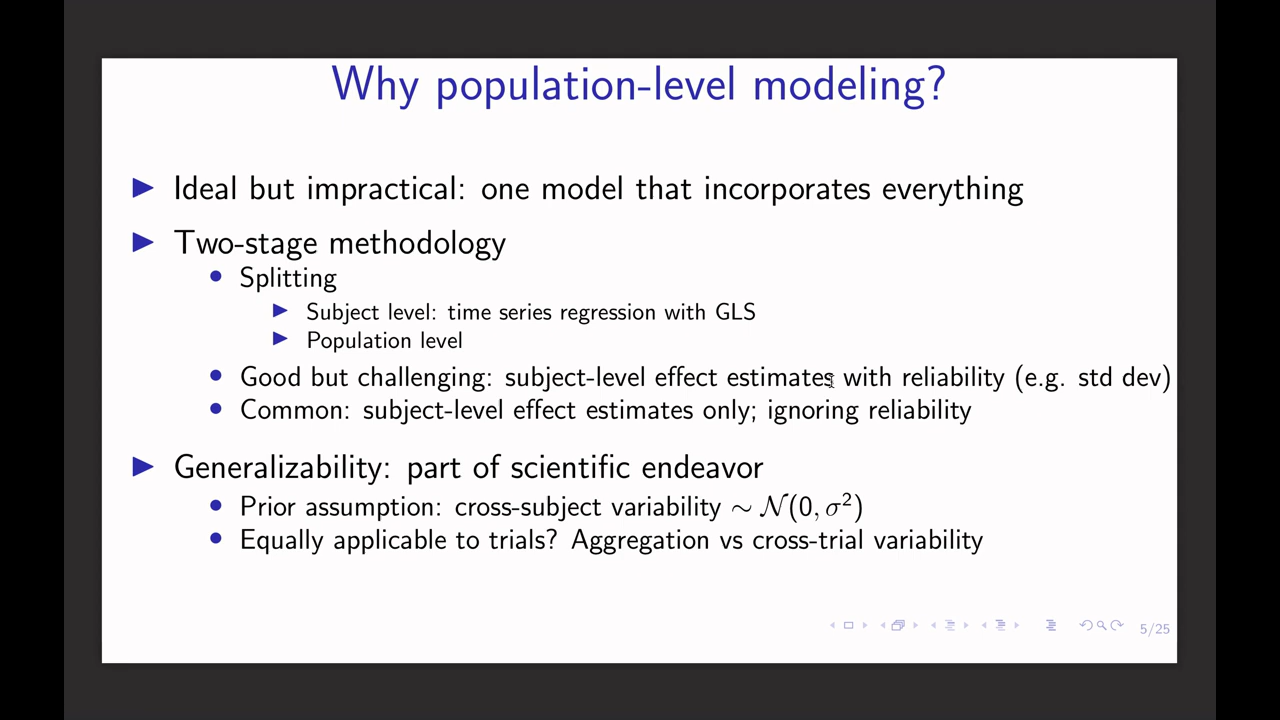 Why population-level modeling?
Ideal but impractical: one model that incorporates everything
Two-stage methodology
Splitting
Subject level: time series regression with GLS
Population level
Good but challenging: subject-level effect estimates with reliability (e.g. std dev)
Common: subject-level effect estimates only; ignoring reliability
Generalizability: part of scientific endeavor
Prior assumption: cross-subject variability ∼ 𝒩(0, σ²)
Equally applicable to trials? Aggregation vs cross-trial variability
5/25